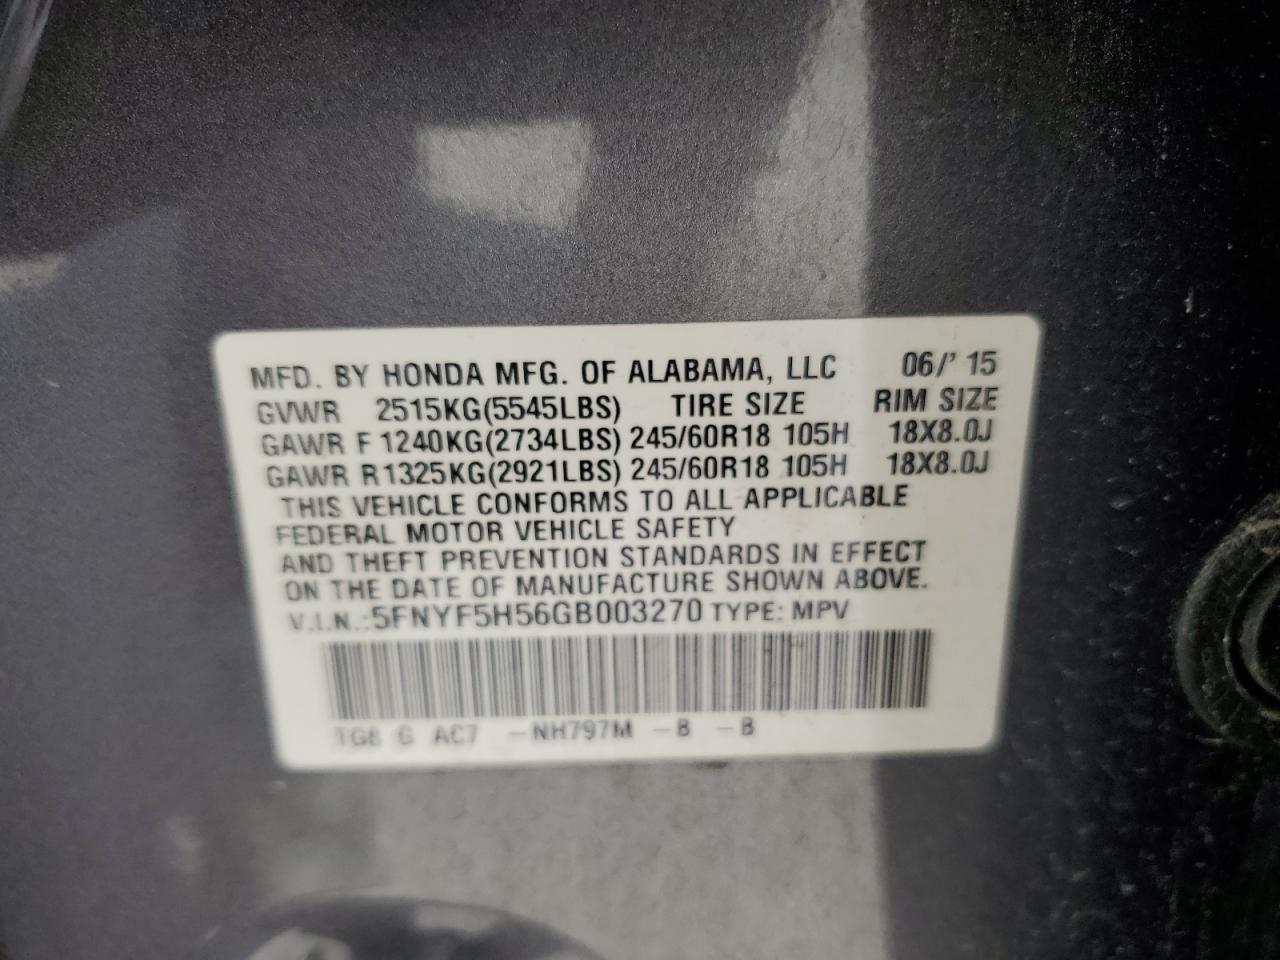 MFD. BY HONDA MFG. OF ALABAMA, LLC 06/' 15
GVWR 2515KG(5545LBS) TIRE SIZE RIM SIZE
GAWR F 1240KG(2734LBS) 245/60R18 105H 18X8.0J
GAWR R 1325KG(2921LBS) 245/60R18 105H 18X8.0J
THIS VEHICLE CONFORMS TO ALL APPLICABLE
FEDERAL MOTOR VEHICLE SAFETY
AND THEFT PREVENTION STANDARDS IN EFFECT
ON THE DATE OF MANUFACTURE SHOWN ABOVE.
V.I.N.:5FNYF5H56GB003270 TYPE: MPV
TG8 G AC7 -NH797M -B -B